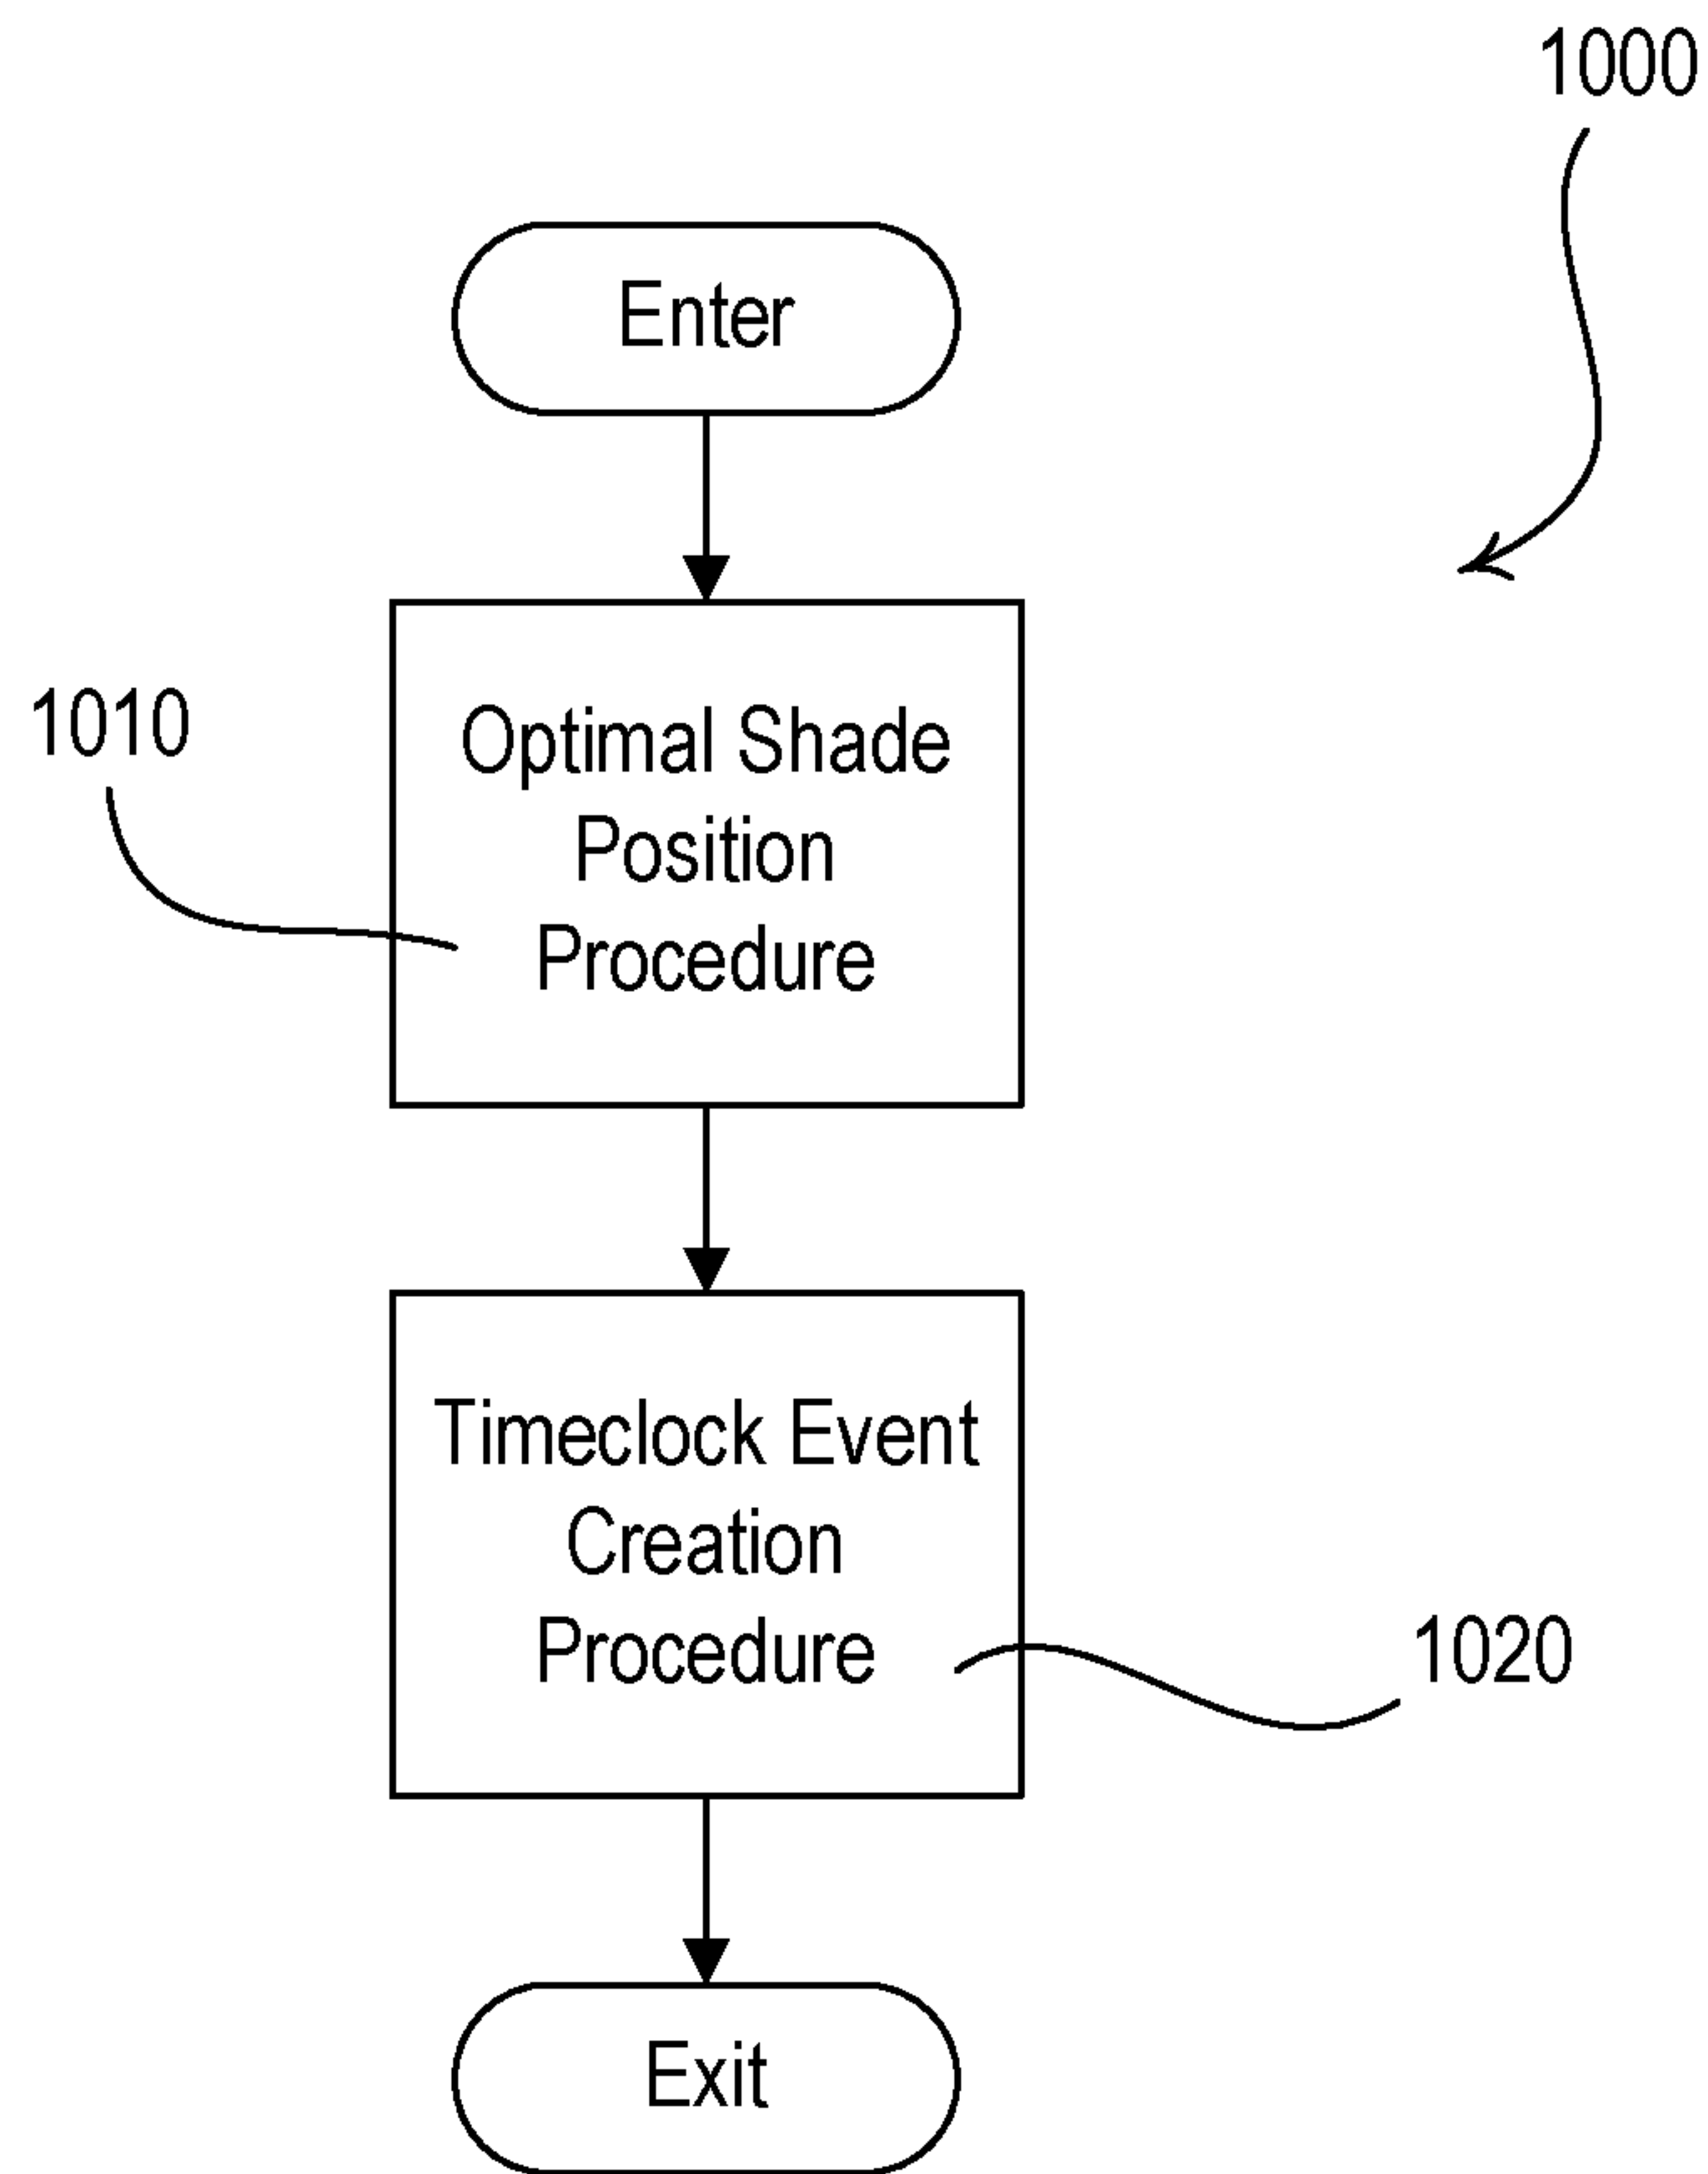 1000
Enter
1010
Optimal Shade
Position
Procedure
Timeclock Event
Creation
Procedure
1020
Exit